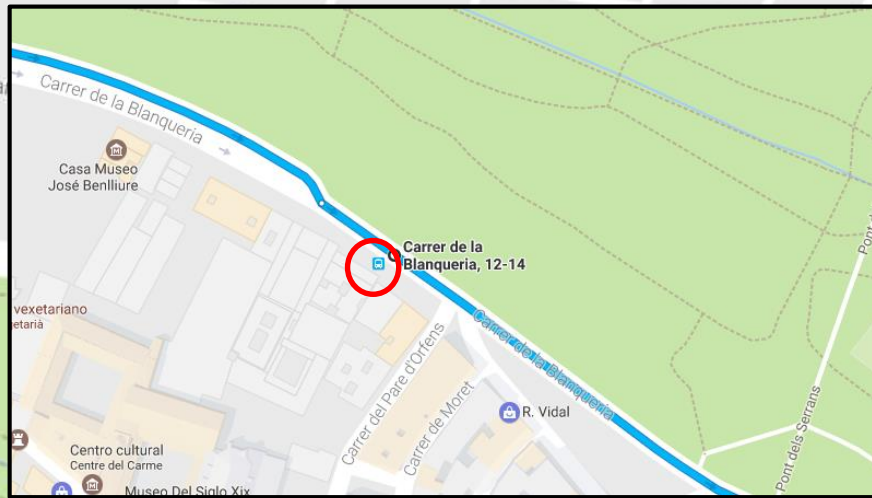 Carrer de la Blanqueria
Casa Museo
José Benlliure
Carrer de la
Blanqueria, 12-14
vexetariano
getarià
Carrer del Pare d'Orfens
Carrer de la Blanqueria
Carrer de Moret
R. Vidal
Pont dels Serrans
Centro cultural
Centre del Carme
Museo Del Siglo Xix